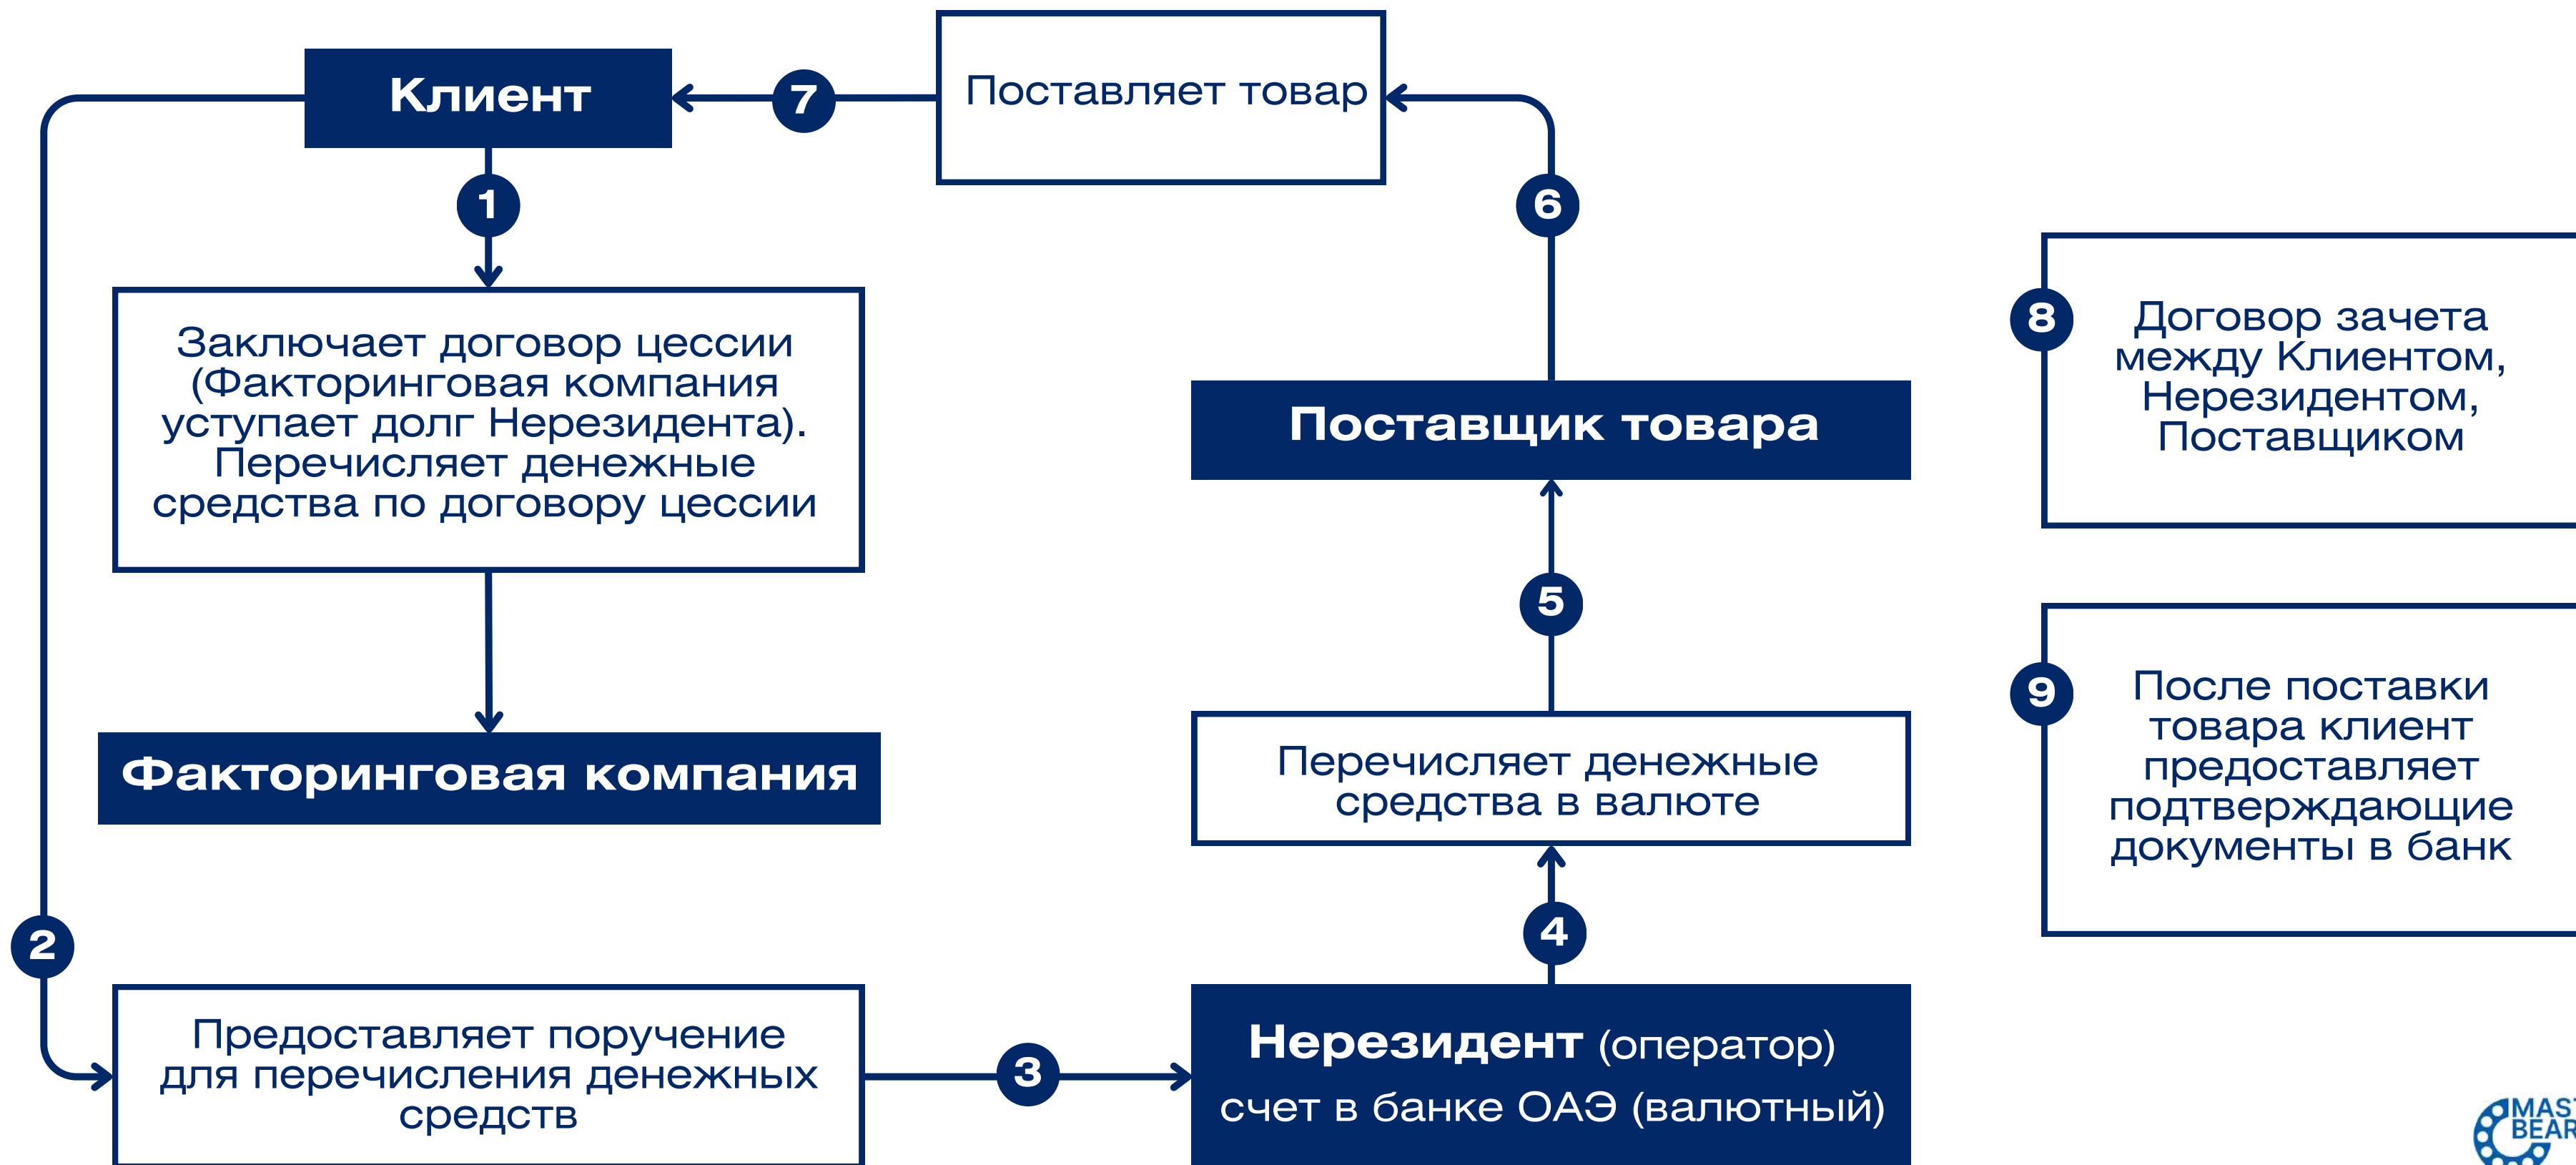 Клиент
7
Поставляет товар
1
6
Заключает договор цессии
(Факторинговая компания
уступает долг Нерезидента).
Перечисляет денежные
средства по договору цессии
Поставщик товара
8
Договор зачета
между Клиентом,
Нерезидентом,
Поставщиком
5
Факторинговая компания
Перечисляет денежные
средства в валюте
9
После поставки
товара клиент
предоставляет
подтверждающие
документы в банк
2
4
Предоставляет поручение
для перечисления денежных
средств
3
Нерезидент (оператор)
счет в банке ОАЭ (валютный)
MAST
BEAR